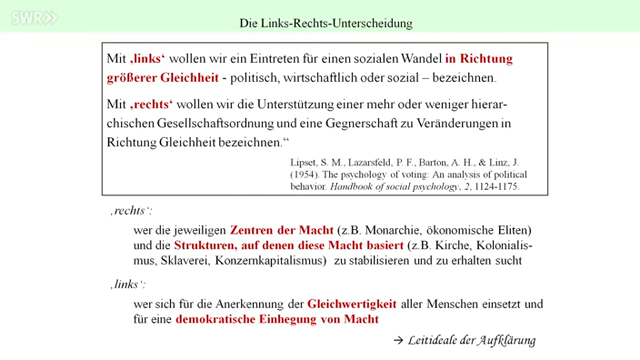 SWR
Die Links-Rechts-Unterscheidung
Mit ‚links‘ wollen wir ein Eintreten für einen sozialen Wandel in Richtung
größerer Gleichheit - politisch, wirtschaftlich oder sozial – bezeichnen.
Mit ‚rechts‘ wollen wir die Unterstützung einer mehr oder weniger hierar-
chischen Gesellschaftsordnung und eine Gegnerschaft zu Veränderungen in
Richtung Gleichheit bezeichnen.“
Lipset, S. M., Lazarsfeld, P. F., Barton, A. H., & Linz, J.
(1954). The psychology of voting: An analysis of political
behavior. Handbook of social psychology, 2, 1124-1175.
‚rechts‘:
wer die jeweiligen Zentren der Macht (z.B. Monarchie, ökonomische Eliten)
und die Strukturen, auf denen diese Macht basiert (z.B. Kirche, Kolonialis-
mus, Sklaverei, Konzernkapitalismus) zu stabilisieren und zu erhalten sucht
‚links‘:
wer sich für die Anerkennung der Gleichwertigkeit aller Menschen einsetzt und
für eine demokratische Einhegung von Macht
→ Leitideale der Aufklärung